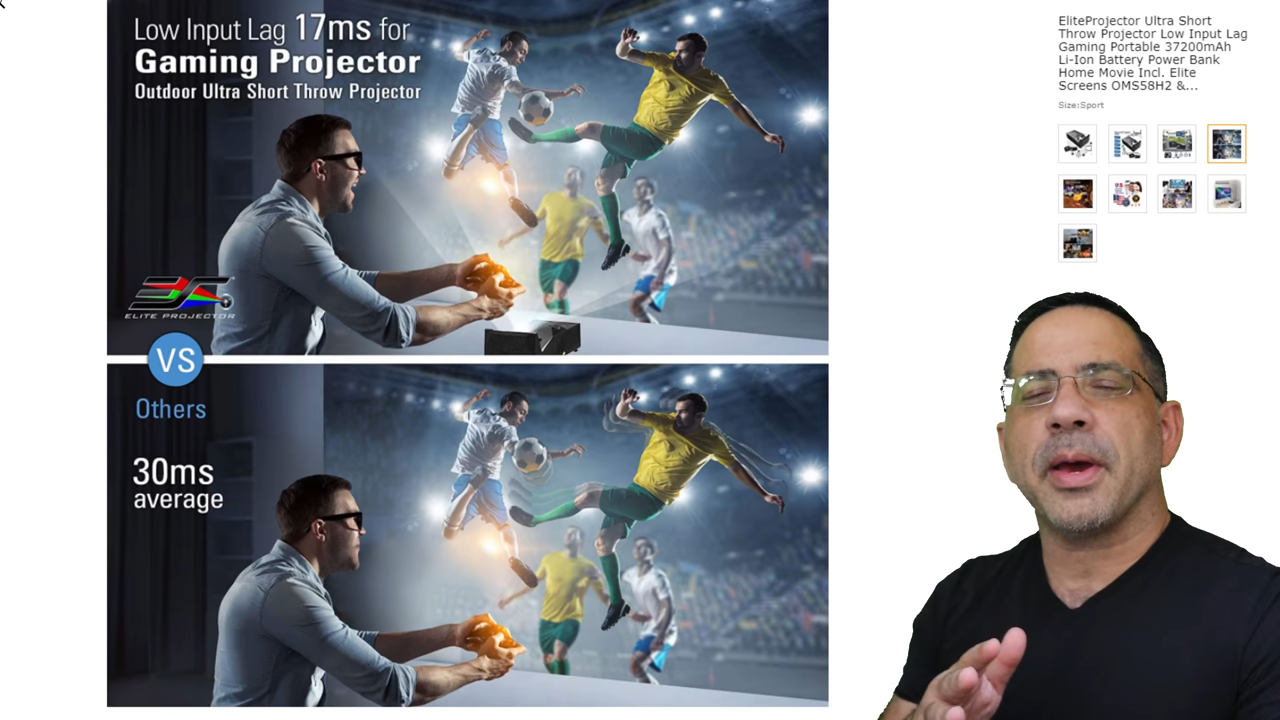 Low Input Lag 17ms for
Gaming Projector
Outdoor Ultra Short Throw Projector
ELITE PROJECTOR
VS
Others
30ms
average
EliteProjector Ultra Short
Throw Projector Low Input Lag
Gaming Portable 37200mAh
Li-Ion Battery Power Bank
Home Movie Incl. Elite
Screens OMS58H2 &...
Size:Sport